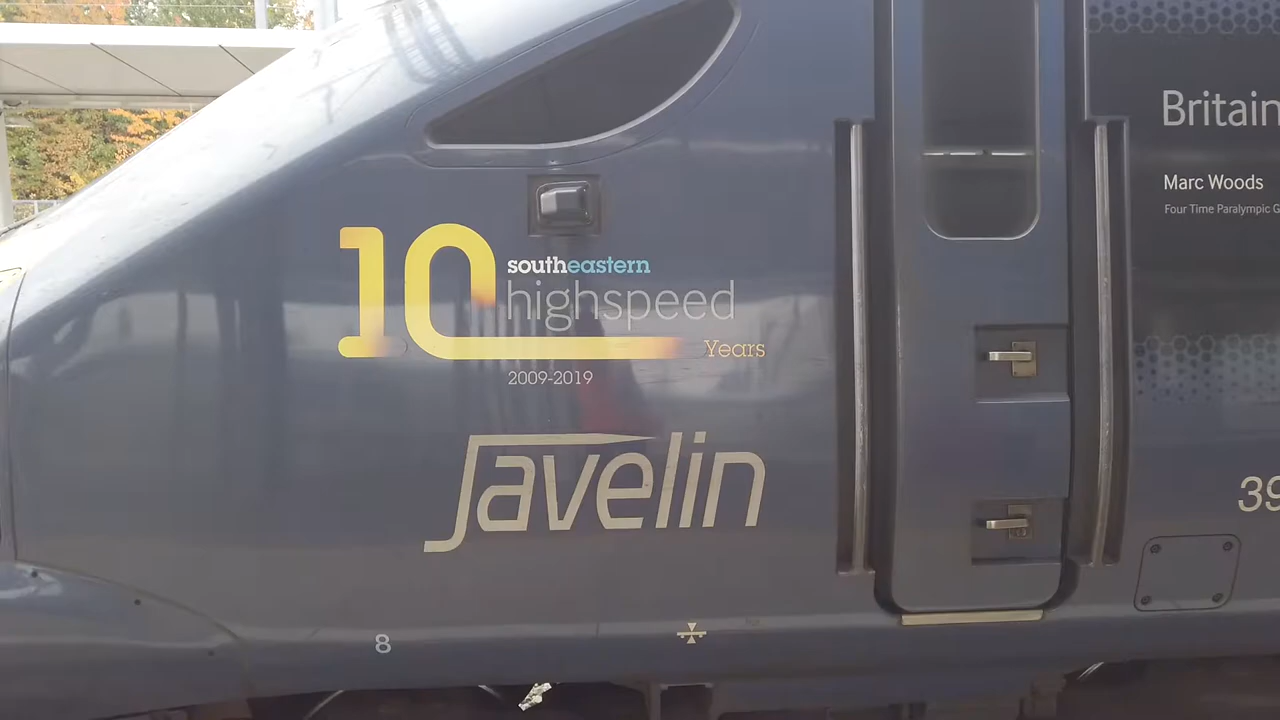 10
southeastern
highspeed
Years
2009-2019
Javelin
8
Britain
Marc Woods
Four Time Paralympic G
39